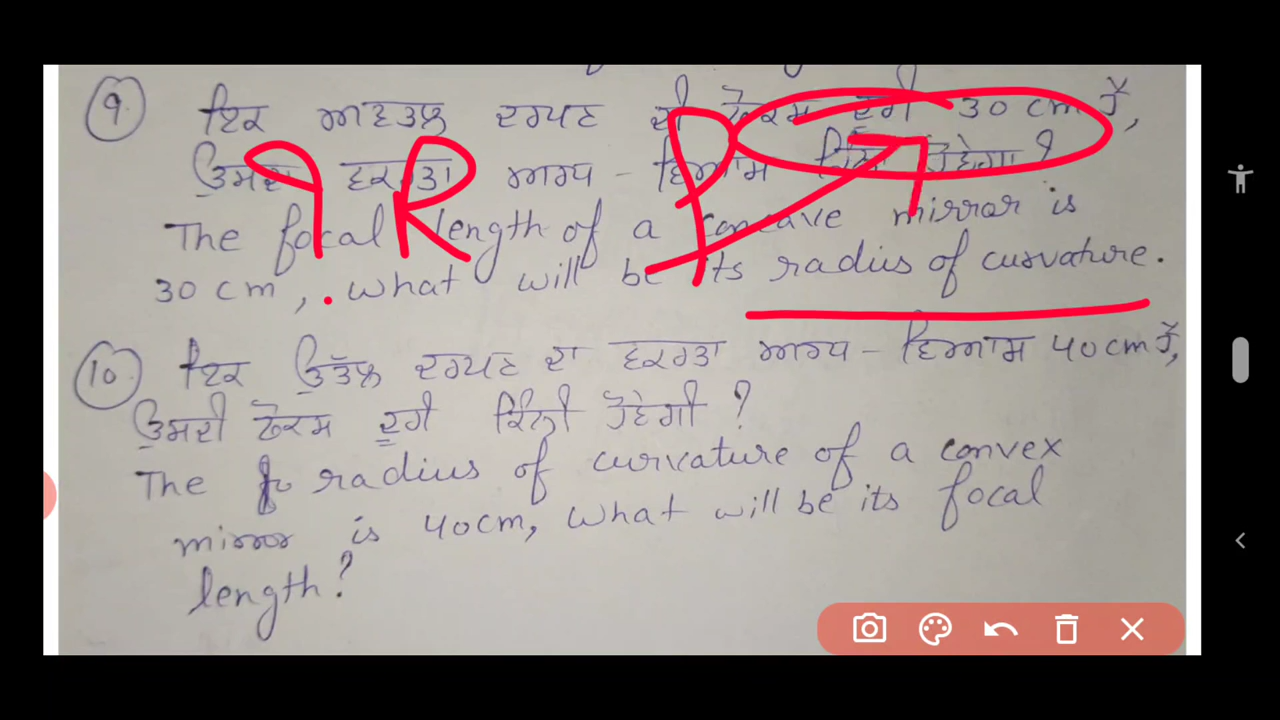 9 ਇਕ ਅਵਤਲ ਦਰਪਣ ਦੀ ਫੋਕਸ ਦੂਰੀ 30 cm ਹੈ,
ਉਸਦਾ ਵਕਰਤਾ ਅਰਧ - ਵਿਆਸ ਕਿੰਨਾ ਹੋਵੇਗਾ?
The focal length of a concave mirror is
30 cm, what will be its radius of curvature.
10 ਇਕ ਉੱਤਲ ਦਰਪਣ ਦਾ ਵਕਰਤਾ ਅਰਧ - ਵਿਆਸ 40cm ਹੈ,
ਉਸਦੀ ਫੋਕਸ ਦੂਰੀ ਕਿੰਨੀ ਹੋਵੇਗੀ?
The radius of curvature of a convex
mirror is 40cm, what will be its focal
length?